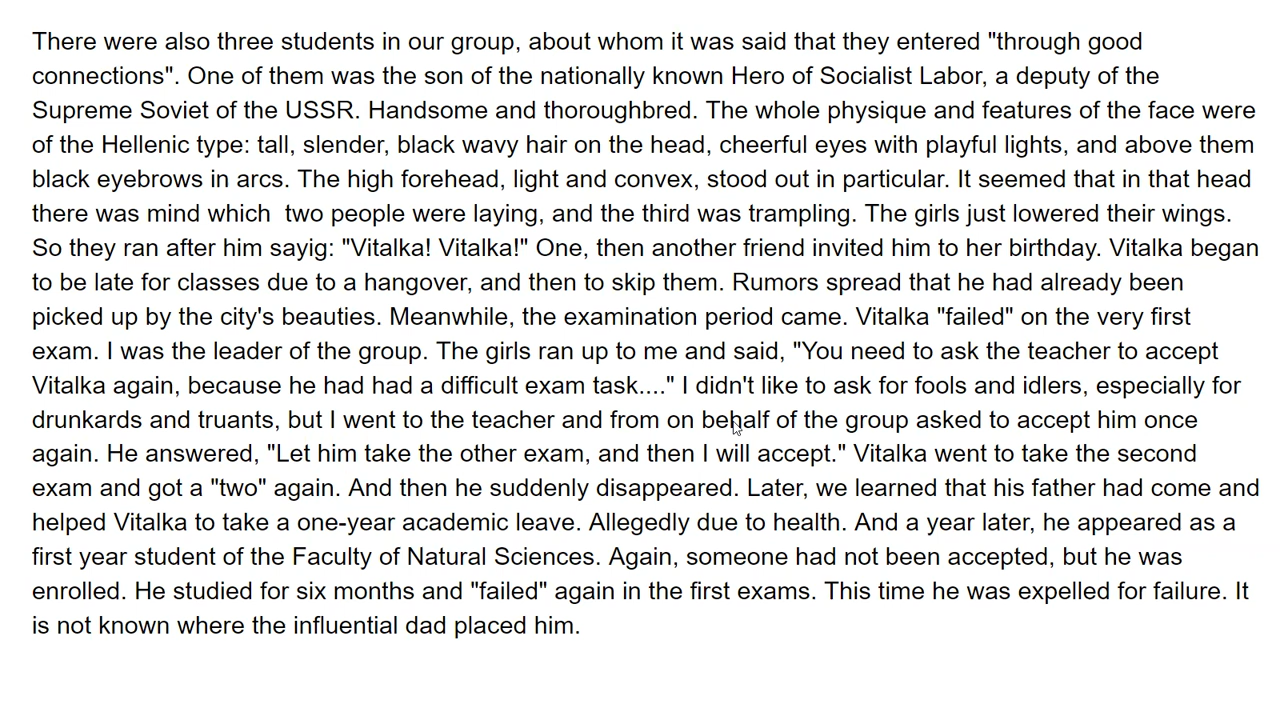 There were also three students in our group, about whom it was said that they entered "through good
connections". One of them was the son of the nationally known Hero of Socialist Labor, a deputy of the
Supreme Soviet of the USSR. Handsome and thoroughbred. The whole physique and features of the face were
of the Hellenic type: tall, slender, black wavy hair on the head, cheerful eyes with playful lights, and above them
black eyebrows in arcs. The high forehead, light and convex, stood out in particular. It seemed that in that head
there was mind which  two people were laying, and the third was trampling. The girls just lowered their wings.
So they ran after him sayig: "Vitalka! Vitalka!" One, then another friend invited him to her birthday. Vitalka began
to be late for classes due to a hangover, and then to skip them. Rumors spread that he had already been
picked up by the city's beauties. Meanwhile, the examination period came. Vitalka "failed" on the very first
exam. I was the leader of the group. The girls ran up to me and said, "You need to ask the teacher to accept
Vitalka again, because he had had a difficult exam task...." I didn't like to ask for fools and idlers, especially for
drunkards and truants, but I went to the teacher and from on behalf of the group asked to accept him once
again. He answered, "Let him take the other exam, and then I will accept." Vitalka went to take the second
exam and got a "two" again. And then he suddenly disappeared. Later, we learned that his father had come and
helped Vitalka to take a one-year academic leave. Allegedly due to health. And a year later, he appeared as a
first year student of the Faculty of Natural Sciences. Again, someone had not been accepted, but he was
enrolled. He studied for six months and "failed" again in the first exams. This time he was expelled for failure. It
is not known where the influential dad placed him.